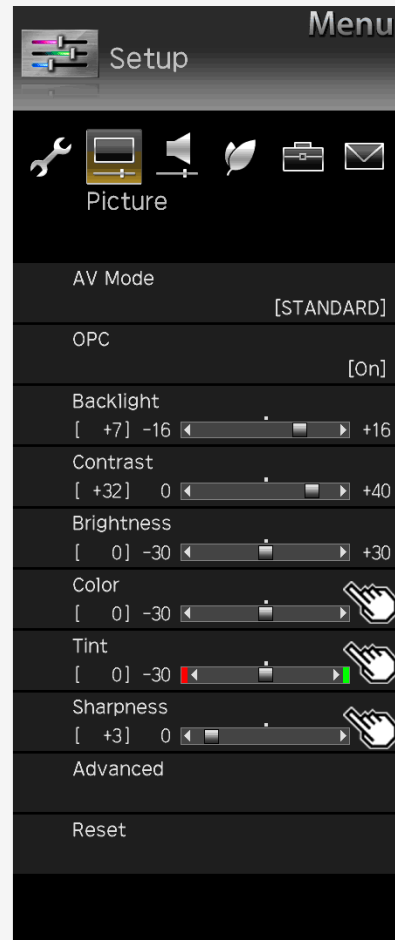 Menu
Setup
Picture
AV Mode
[STANDARD]
OPC
[On]
Backlight
[ +7] -16 +16
Contrast
[ +32] 0 +40
Brightness
[ 0] -30 +30
Color
[ 0] -30
Tint
[ 0] -30
Sharpness
[ +3] 0
Advanced
Reset